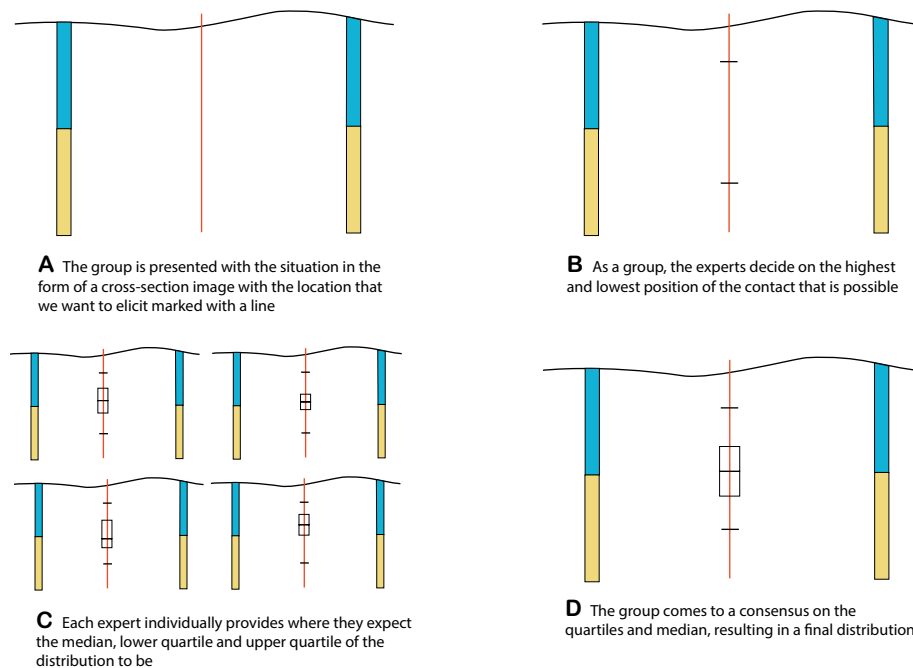 A The group is presented with the situation in the
form of a cross-section image with the location that
we want to elicit marked with a line
B As a group, the experts decide on the highest
and lowest position of the contact that is possible
C Each expert individually provides where they expect
the median, lower quartile and upper quartile of the
distribution to be
D The group comes to a consensus on the
quartiles and median, resulting in a final distribution